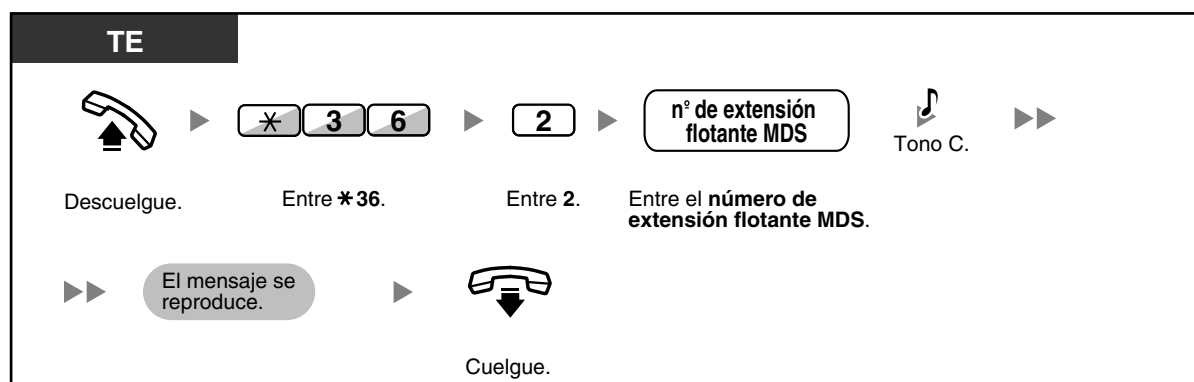 TE
✳ 3 6
2
nº de extensión
flotante MDS
Tono C.
Descuelgue.
Entre ✳36.
Entre 2.
Entre el número de
extensión flotante MDS.
El mensaje se
reproduce.
Cuelgue.